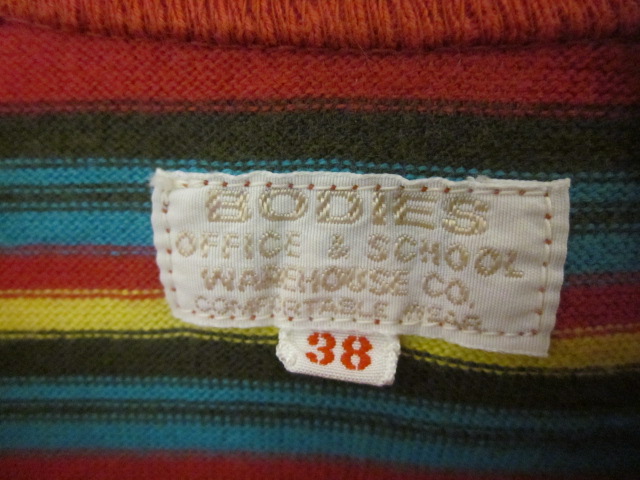 BODIES
OFFICE & SCHOOL
WAREHOUSE CO.
COMFORTABLE WEAR
38